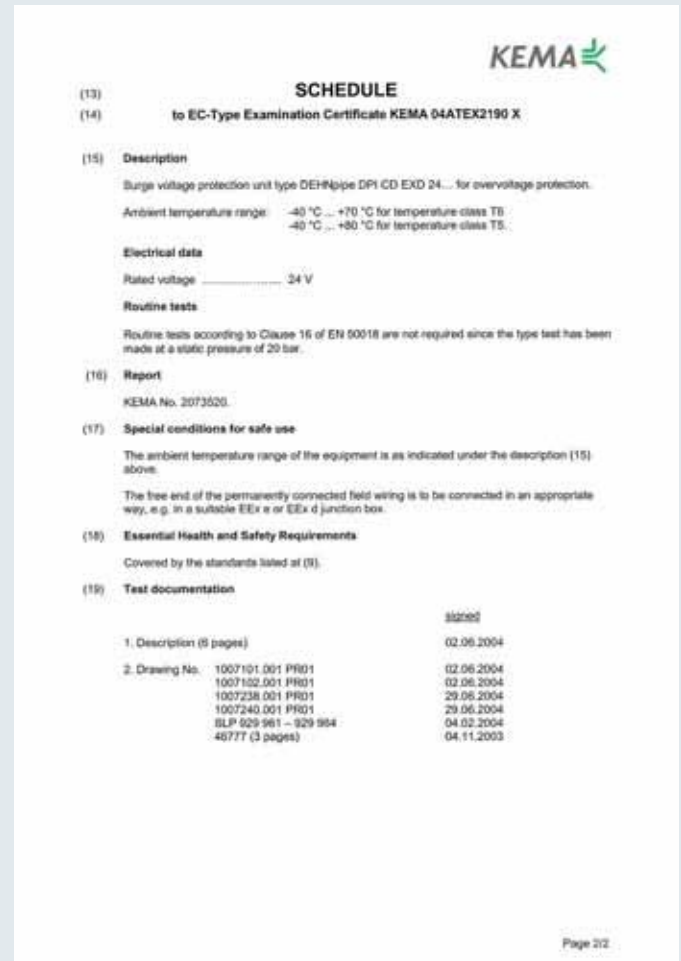 KEMA
(13) SCHEDULE
(14) to EC-Type Examination Certificate KEMA 04ATEX2190 X
(15) Description
Surge voltage protection unit type DEHNpipe DPI CD EXD 24... for overvoltage protection.
Ambient temperature range: -40 °C ... +70 °C for temperature class T6
-40 °C ... +80 °C for temperature class T5.
Electrical data
Rated voltage ........................ 24 V
Routine tests
Routine tests according to Clause 16 of EN 50018 are not required since the type test has been
made at a static pressure of 20 bar.
(16) Report
KEMA No. 2073520.
(17) Special conditions for safe use
The ambient temperature range of the equipment is as indicated under the description (15)
above.
The free end of the permanently connected field wiring is to be connected in an appropriate
way, e.g. in a suitable EEx e or EEx d junction box.
(18) Essential Health and Safety Requirements
Covered by the standards listed at (9).
(19) Test documentation
signed
1. Description (6 pages) 02.06.2004
2. Drawing No. 1007101.001 PR01 02.06.2004
1007102.001 PR01 02.06.2004
1007238.001 PR01 29.06.2004
1007240.001 PR01 29.06.2004
BLP 929 961 – 929 964 04.02.2004
46777 (3 pages) 04.11.2003
Page 2/2